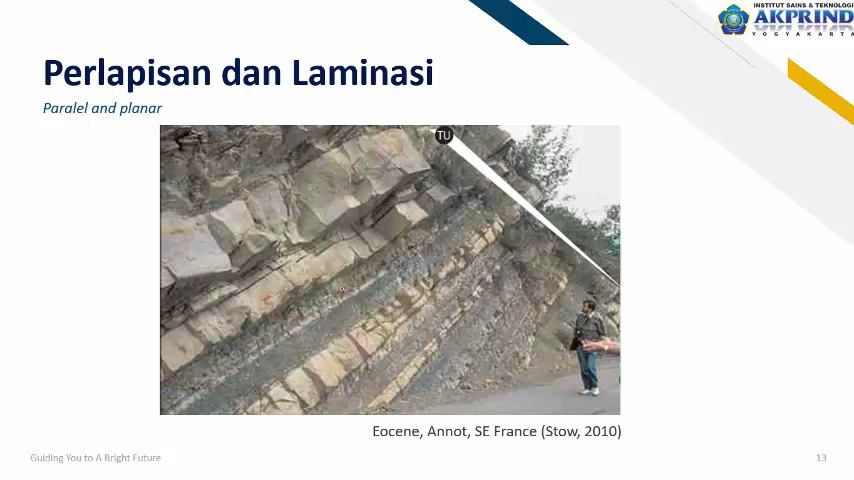 INSTITUT SAINS & TEKNOLOGI
AKPRIND
YOGYAKARTA
Perlapisan dan Laminasi
Paralel and planar
TU
Eocene, Annot, SE France (Stow, 2010)
Guiding You to A Bright Future
13